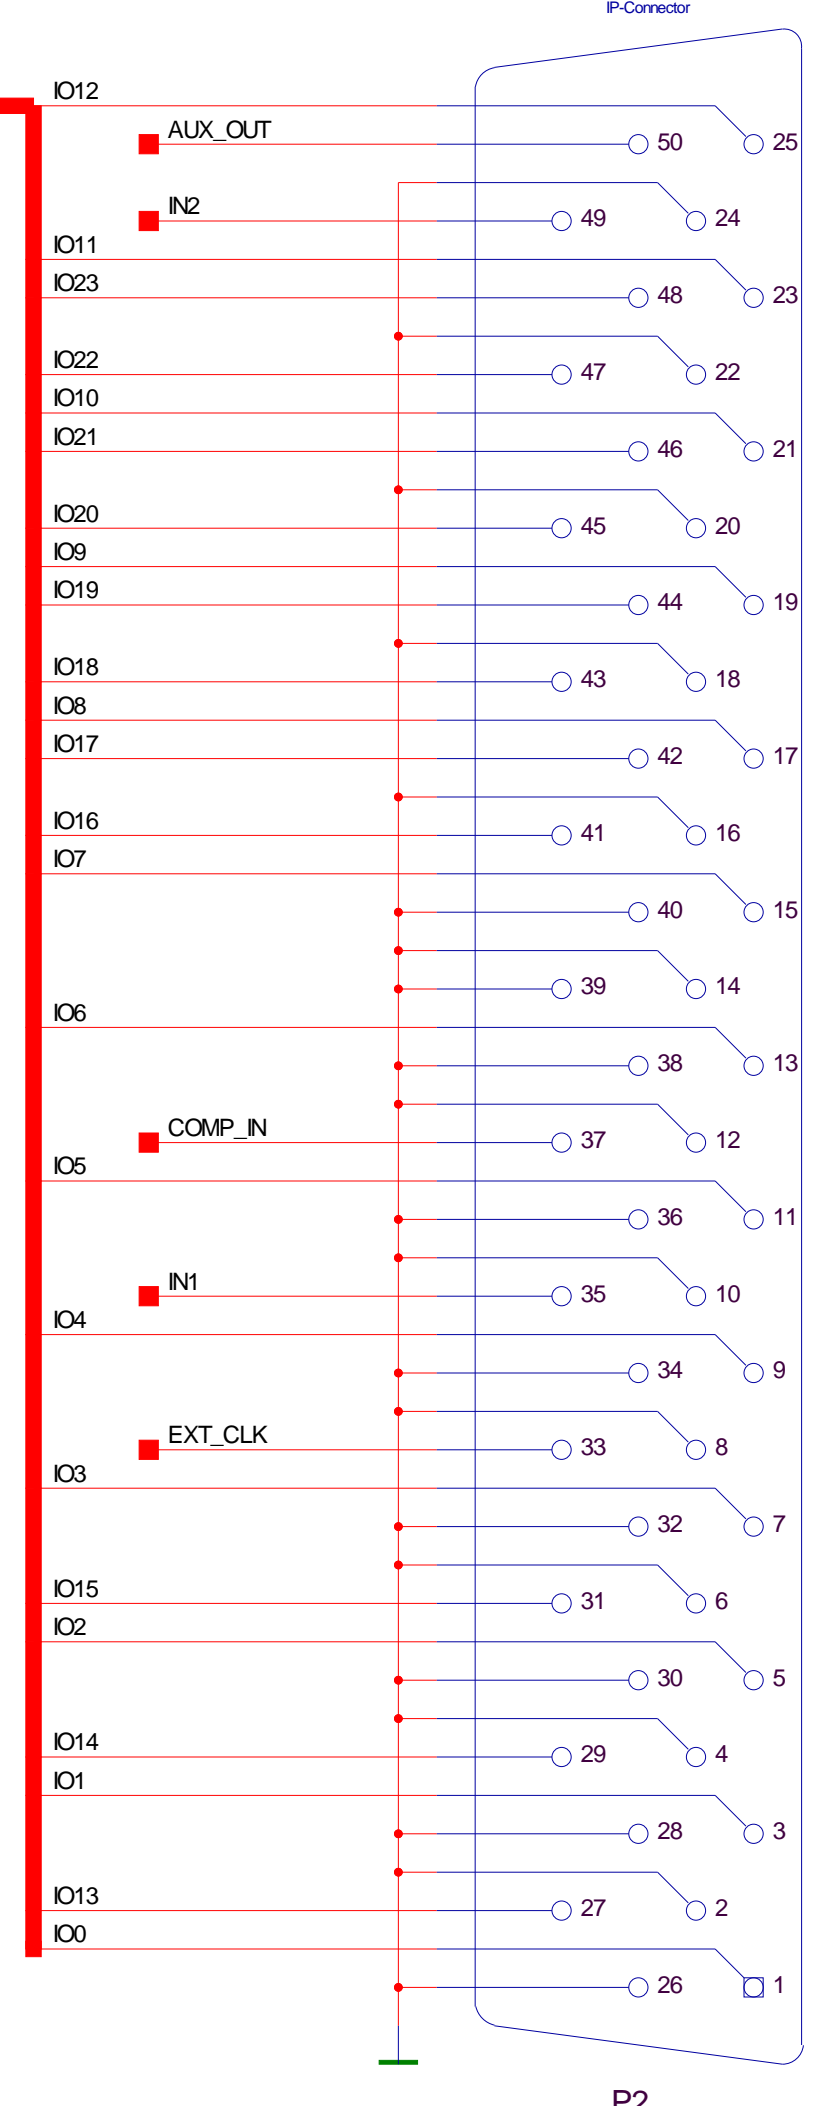 IP-Connector
IO12
AUX_OUT 50 25
IN2 49 24
IO11
IO23 48 23
IO22 47 22
IO10
IO21 46 21
IO20 45 20
IO9
IO19 44 19
IO18 43 18
IO8
IO17 42 17
IO16 41 16
IO7
40 15
39 14
IO6
38 13
COMP_IN 37 12
IO5
36 11
IN1 35 10
IO4
34 9
EXT_CLK 33 8
IO3
32 7
IO15 31 6
IO2
30 5
IO14 29 4
IO1
28 3
IO13 27 2
IO0
26 1
P2